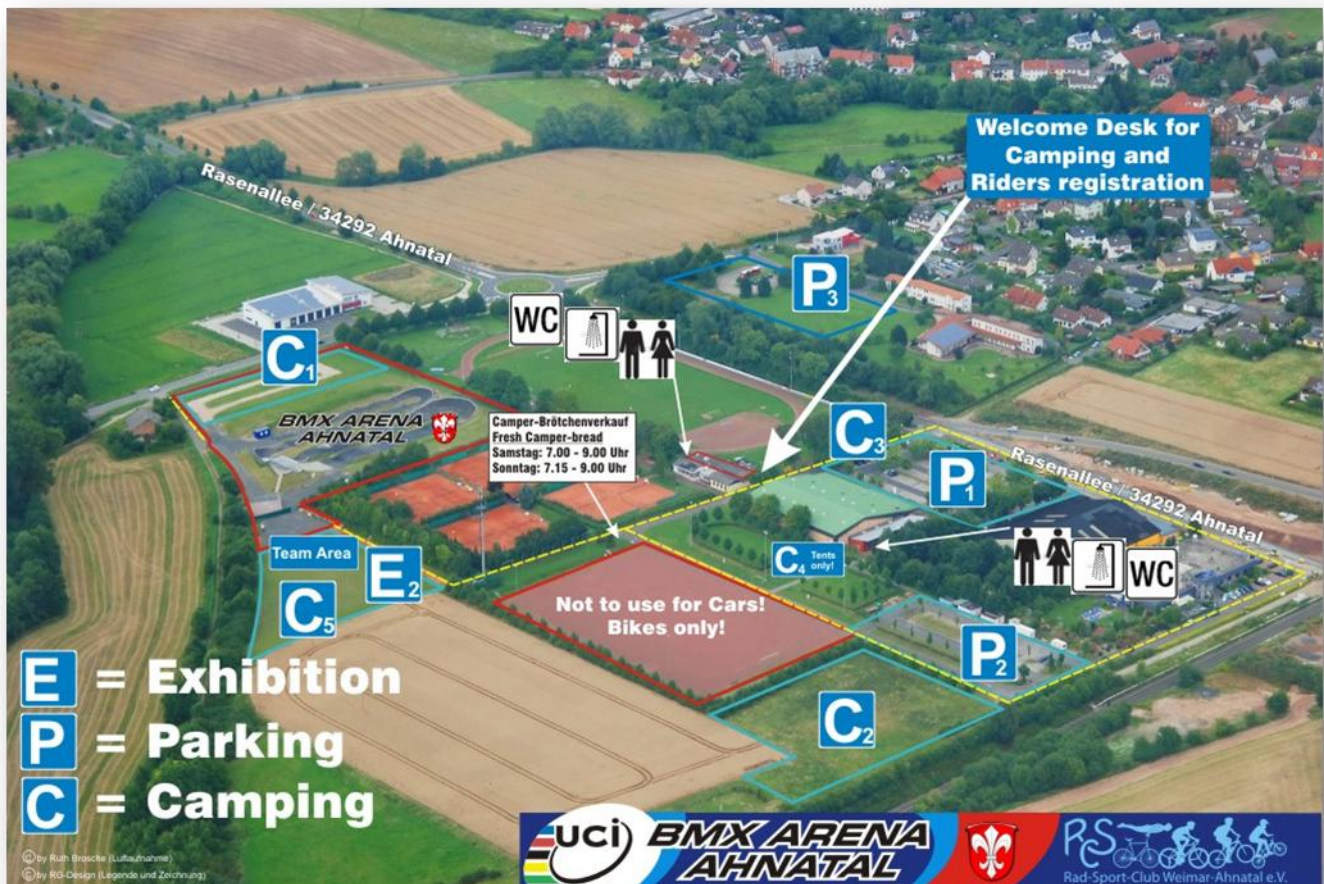 Welcome Desk for
Camping and
Riders registration
Rasenallee / 34292 Ahnatal
P3
WC
C1
BMX ARENA
AHNATAL
Camper-Brötchenverkauf
Fresh Camper-bread
Samstag: 7.00 - 9.00 Uhr
Sonntag: 7.15 - 9.00 Uhr
C3
P1
Rasenallee / 34292 Ahnatal
Team Area
E2
C4 Tents
only!
WC
C5
Not to use for Cars!
Bikes only!
P2
C2
E = Exhibition
P = Parking
C = Camping
© by Ruth Brosche (Luftaufnahme)
© by RG-Design (Legende und Zeichnung)
UCI BMX ARENA
AHNATAL
RSC
Rad-Sport-Club Weimar-Ahnatal e.V.